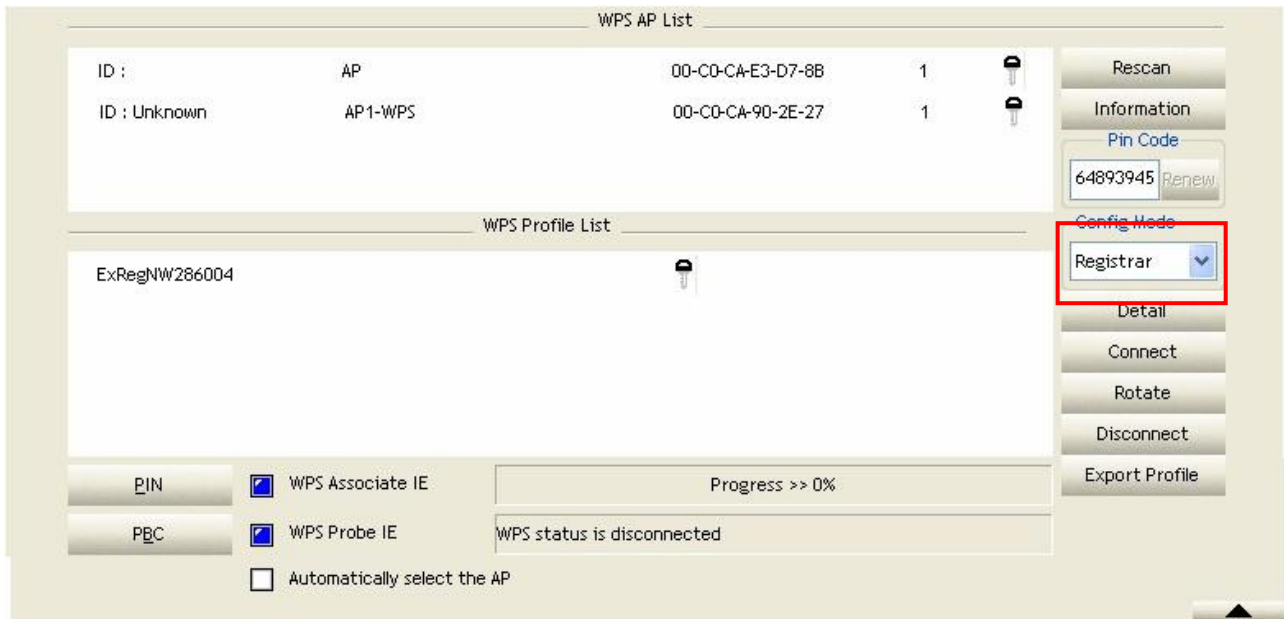 WPS AP List
ID : AP 00-C0-CA-E3-D7-8B 1
Rescan
ID : Unknown AP1-WPS 00-C0-CA-90-2E-27 1
Information
Pin Code
64893945 Renew
WPS Profile List
Config Mode
ExRegNW286004
Registrar
Detail
Connect
Rotate
Disconnect
PIN WPS Associate IE Progress >> 0%
Export Profile
PBC WPS Probe IE WPS status is disconnected
Automatically select the AP